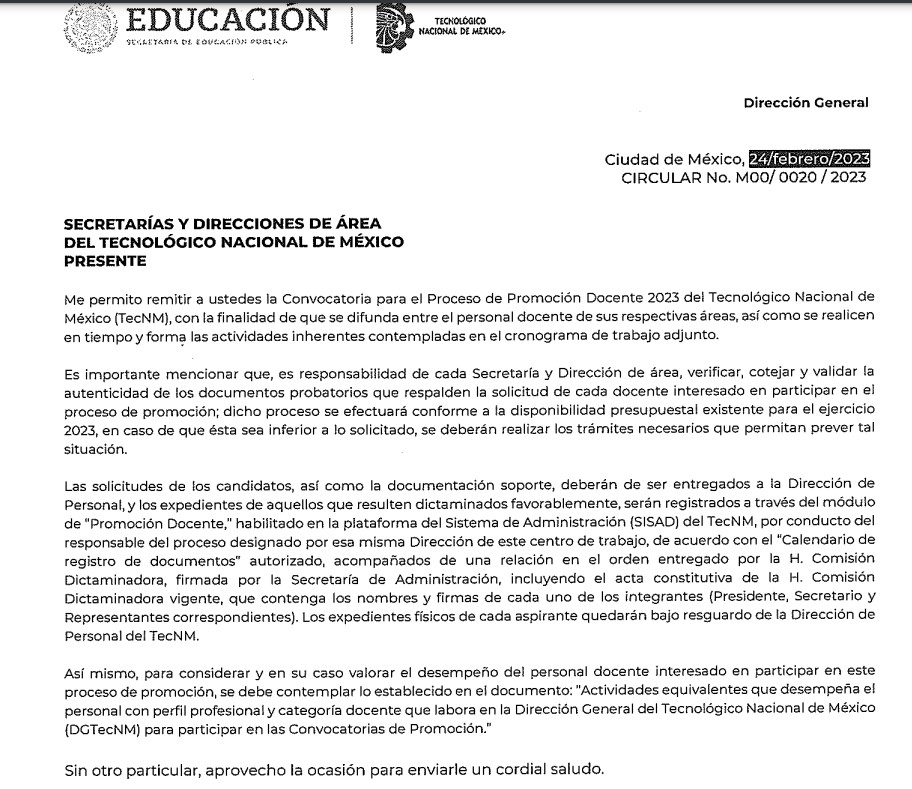 EDUCACIÓN
SECRETARÍA DE EDUCACIÓN PÚBLICA
TECNOLÓGICO
NACIONAL DE MÉXICO
Dirección General
Ciudad de México, 24/febrero/2023
CIRCULAR No. M00/ 0020 / 2023
SECRETARÍAS Y DIRECCIONES DE ÁREA
DEL TECNOLÓGICO NACIONAL DE MÉXICO
PRESENTE
Me permito remitir a ustedes la Convocatoria para el Proceso de Promoción Docente 2023 del Tecnológico Nacional de
México (TecNM), con la finalidad de que se difunda entre el personal docente de sus respectivas áreas, así como se realicen
en tiempo y forma las actividades inherentes contempladas en el cronograma de trabajo adjunto.
Es importante mencionar que, es responsabilidad de cada Secretaría y Dirección de área, verificar, cotejar y validar la
autenticidad de los documentos probatorios que respalden la solicitud de cada docente interesado en participar en el
proceso de promoción; dicho proceso se efectuará conforme a la disponibilidad presupuestal existente para el ejercicio
2023, en caso de que ésta sea inferior a lo solicitado, se deberán realizar los trámites necesarios que permitan prever tal
situación.
Las solicitudes de los candidatos, así como la documentación soporte, deberán de ser entregados a la Dirección de
Personal, y los expedientes de aquellos que resulten dictaminados favorablemente, serán registrados a través del módulo
de "Promoción Docente," habilitado en la plataforma del Sistema de Administración (SISAD) del TecNM, por conducto del
responsable del proceso designado por esa misma Dirección de este centro de trabajo, de acuerdo con el "Calendario de
registro de documentos" autorizado, acompañados de una relación en el orden entregado por la H. Comisión
Dictaminadora, firmada por la Secretaría de Administración, incluyendo el acta constitutiva de la H. Comisión
Dictaminadora vigente, que contenga los nombres y firmas de cada uno de los integrantes (Presidente, Secretario y
Representantes correspondientes). Los expedientes físicos de cada aspirante quedarán bajo resguardo de la Dirección de
Personal del TecNM.
Así mismo, para considerar y en su caso valorar el desempeño del personal docente interesado en participar en este
proceso de promoción, se debe contemplar lo establecido en el documento: "Actividades equivalentes que desempeña el
personal con perfil profesional y categoría docente que labora en la Dirección General del Tecnológico Nacional de México
(DGTecNM) para participar en las Convocatorias de Promoción."
Sin otro particular, aprovecho la ocasión para enviarle un cordial saludo.